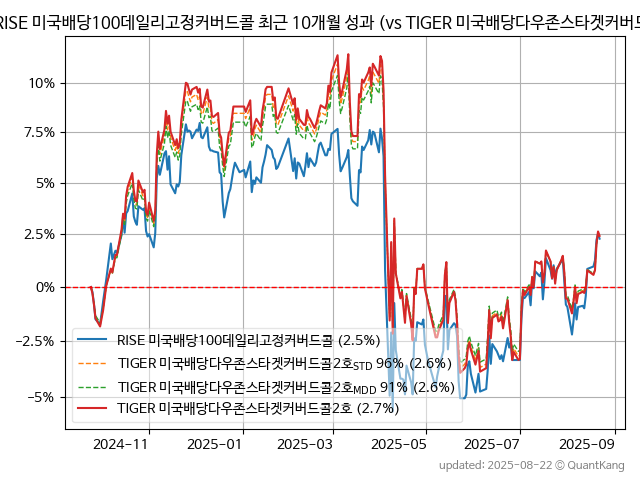 RISE 미국배당100데일리고정커버드콜 최근 10개월 성과 (vs TIGER 미국배당다우존스타겟커버드
10%
7.5%
5%
2.5%
0%
−2.5%
−5%
RISE 미국배당100데일리고정커버드콜 (2.5%)
TIGER 미국배당다우존스타겟커버드콜2호STD 96% (2.6%)
TIGER 미국배당다우존스타겟커버드콜2호MDD 91% (2.6%)
TIGER 미국배당다우존스타겟커버드콜2호 (2.7%)
2024-11 2025-01 2025-03 2025-05 2025-07 2025-09
updated: 2025-08-22 © QuantKang